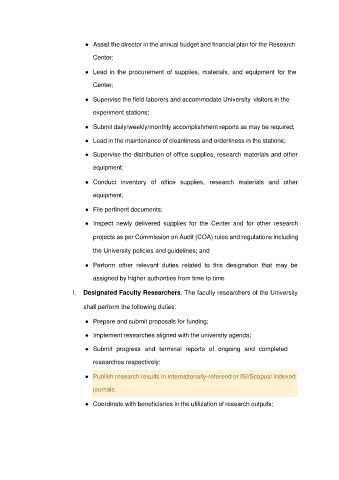 ● Assist the director in the annual budget and financial plan for the Research
Center;
● Lead in the procurement of supplies, materials, and equipment for the
Center;
● Supervise the field laborers and accommodate University visitors in the
experiment stations;
● Submit daily/weekly/monthly accomplishment reports as may be required;
● Lead in the maintenance of cleanliness and orderliness in the stations;
● Supervise the distribution of office supplies, research materials and other
equipment;
● Conduct inventory of office supplies, research materials and other
equipment;
● File pertinent documents;
● Inspect newly delivered supplies for the Center and for other research
projects as per Commission on Audit (COA) rules and regulations including
the University policies and guidelines; and
● Perform other relevant duties related to this designation that may be
assigned by higher authorities from time to time
I. Designated Faculty Researchers. The faculty researchers of the University
shall perform the following duties:
● Prepare and submit proposals for funding;
● Implement researches aligned with the university agenda;
● Submit progress and terminal reports of ongoing and completed
researches respectively;
● Publish research results in internationally-refereed or ISI/Scopus/ indexed
journals;
● Coordinate with beneficiaries in the utilization of research outputs;